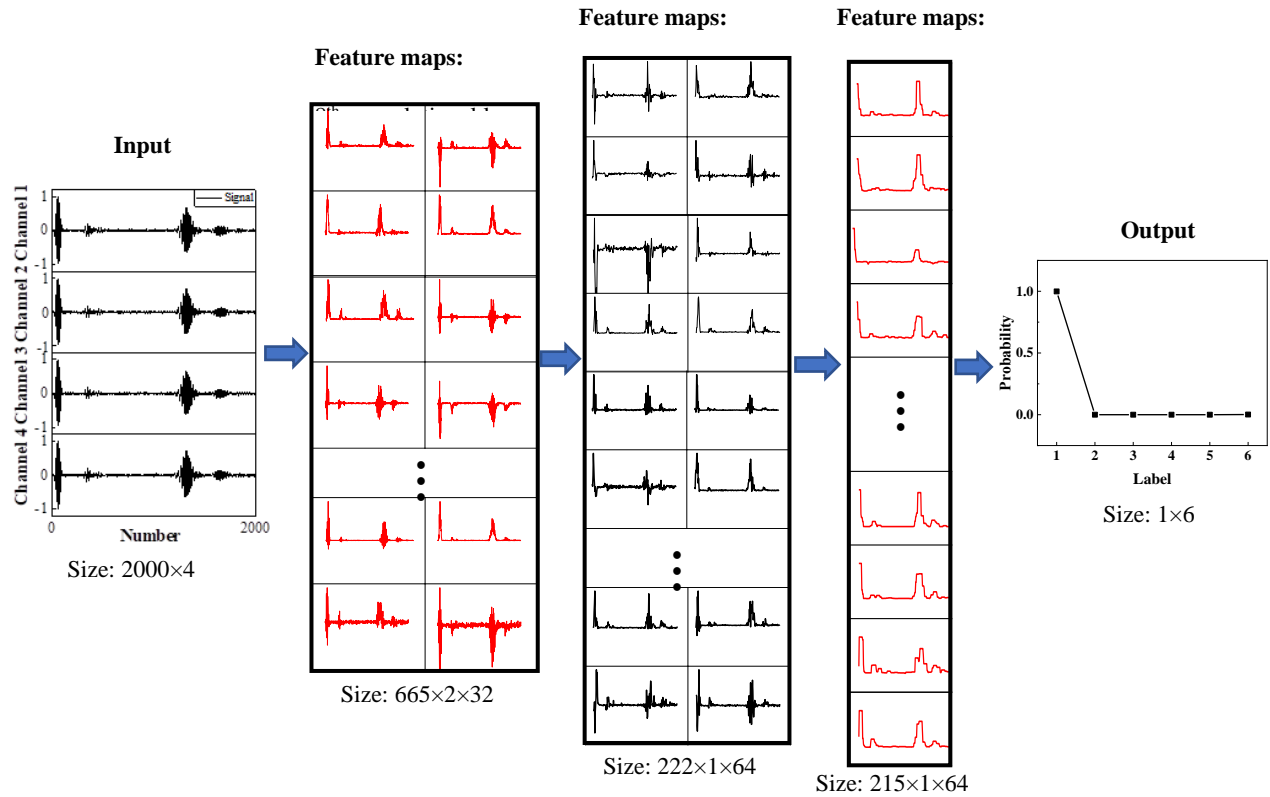 Feature maps:
Feature maps:
Feature maps:
Input
Signal
Channel 4 Channel 3 Channel 2 Channel 1
1
0
-1
1
0
-1
1
0
-1
1
0
-1
0
2000
Number
Size: 2000×4
Size: 665×2×32
Size: 222×1×64
Size: 215×1×64
Output
Probability
1.0
0.5
0.0
1 2 3 4 5 6
Label
Size: 1×6